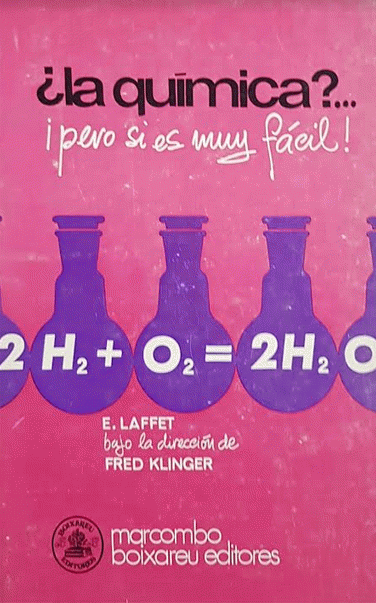 ¿la química?...
¡pero si es muy fácil!
2 H2 + O2 = 2H2 O
E. LAFFET
bajo la dirección de
FRED KLINGER
BOIXAREU
EDITORES
marcombo
boixareu editores